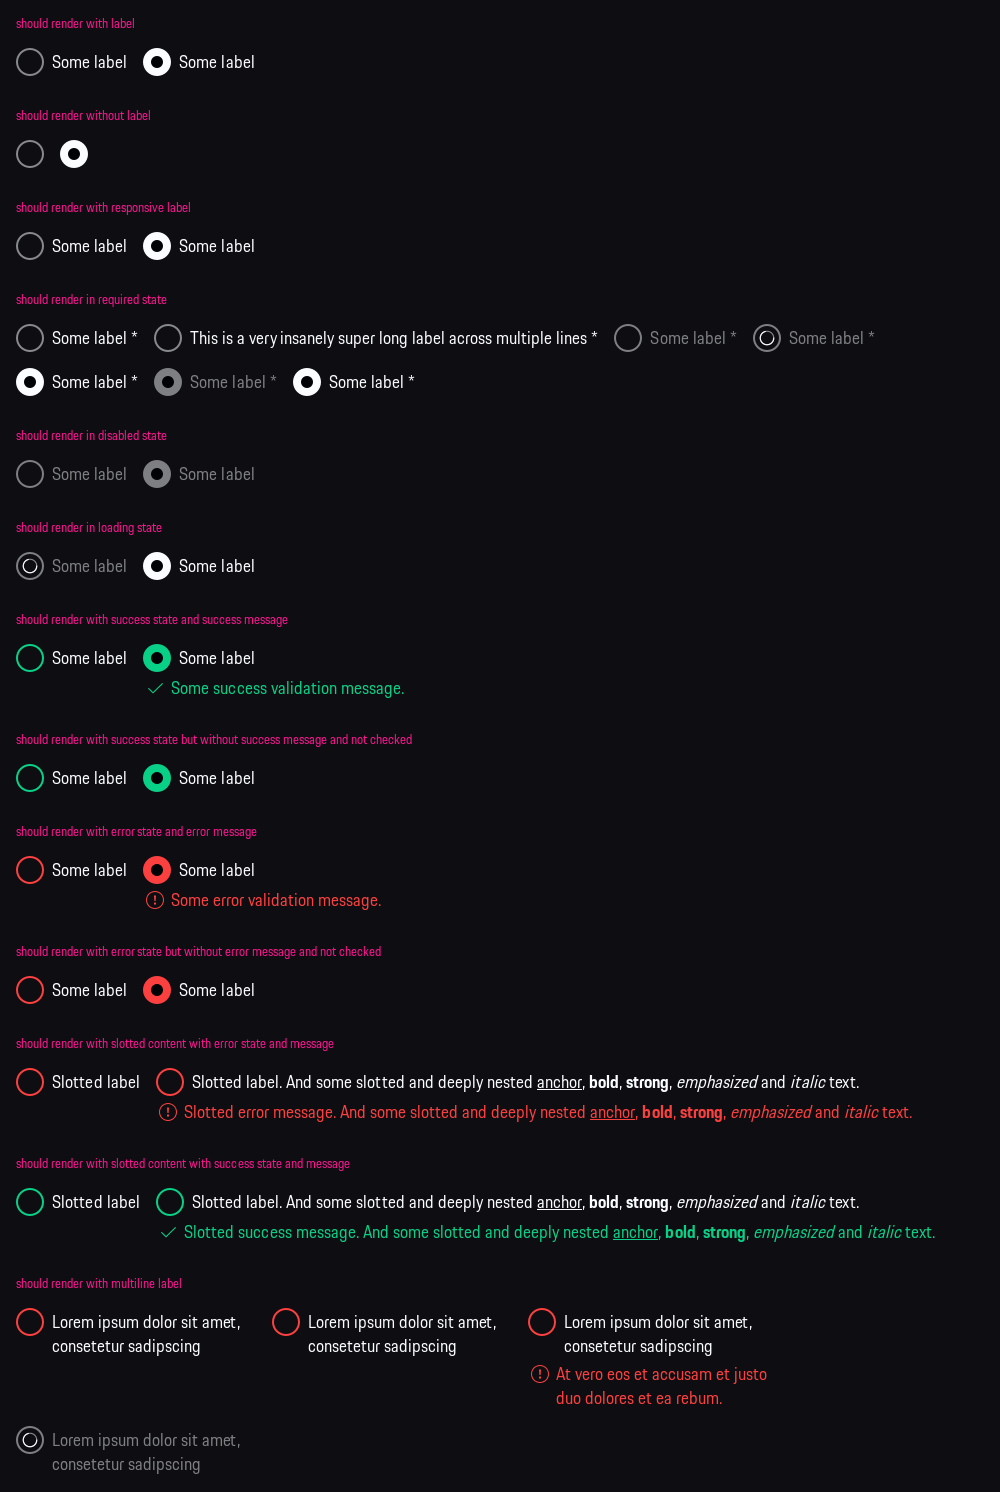 should render with label
Some label Some label
should render without label
should render with responsive label
Some label Some label
should render in required state
Some label * This is a very insanely super long label across multiple lines * Some label * Some label *
Some label * Some label * Some label *
should render in disabled state
Some label Some label
should render in loading state
Some label Some label
should render with success state and success message
Some label Some label
Some success validation message.
should render with success state but without success message and not checked
Some label Some label
should render with error state and error message
Some label Some label
Some error validation message.
should render with error state but without error message and not checked
Some label Some label
should render with slotted content with error state and message
Slotted label Slotted label. And some slotted and deeply nested anchor, bold, strong, emphasized and italic text.
Slotted error message. And some slotted and deeply nested anchor, bold, strong, emphasized and italic text.
should render with slotted content with success state and message
Slotted label Slotted label. And some slotted and deeply nested anchor, bold, strong, emphasized and italic text.
Slotted success message. And some slotted and deeply nested anchor, bold, strong, emphasized and italic text.
should render with multiline label
Lorem ipsum dolor sit amet, Lorem ipsum dolor sit amet, Lorem ipsum dolor sit amet,
consetetur sadipscing consetetur sadipscing consetetur sadipscing
At vero eos et accusam et justo
duo dolores et ea rebum.
Lorem ipsum dolor sit amet,
consetetur sadipscing